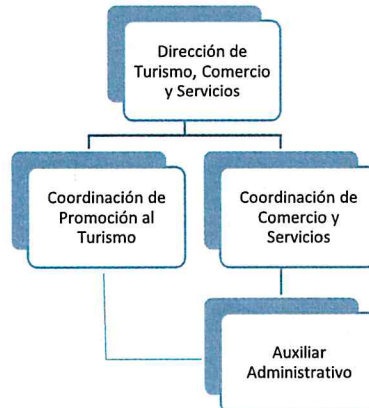 Dirección de
Turismo, Comercio
y Servicios
Coordinación de
Promoción al
Turismo
Coordinación de
Comercio y
Servicios
Auxiliar
Administrativo